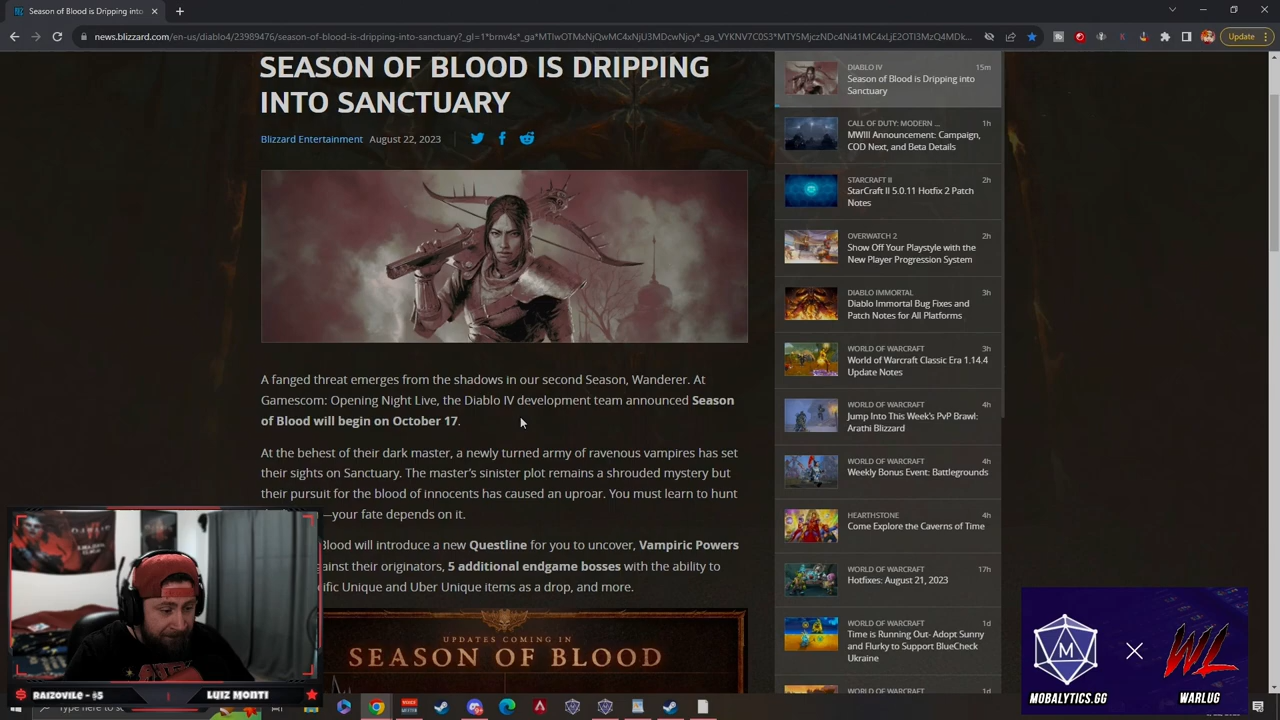 Season of Blood is Dripping int
news.blizzard.com/en-us/diablo4/23989476/season-of-blood-is-dripping-into-sanctuary?_gl=
Update
SEASON OF BLOOD IS DRIPPING
INTO SANCTUARY
Blizzard Entertainment August 22, 2023
A fanged threat emerges from the shadows in our second Season, Wanderer. At
Gamescom: Opening Night Live, the Diablo IV development team announced Season
of Blood will begin on October 17.
At the behest of their dark master, a newly turned army of ravenous vampires has set
their sights on Sanctuary. The master's sinister plot remains a shrouded mystery but
their pursuit for the blood of innocents has caused an uproar. You must learn to hunt
—your fate depends on it.
Blood will introduce a new Questline for you to uncover, Vampiric Powers
against their originators, 5 additional endgame bosses with the ability to
ific Unique and Uber Unique items as a drop, and more.
UPDATES COMING IN
SEASON OF BLOOD
DIABLO IV 15m
Season of Blood is Dripping into
Sanctuary
CALL OF DUTY: MODERN ... 1h
MWIII Announcement: Campaign,
COD Next, and Beta Details
STARCRAFT II 2h
StarCraft II 5.0.11 Hotfix 2 Patch
Notes
OVERWATCH 2 2h
Show Off Your Playstyle with the
New Player Progression System
DIABLO IMMORTAL 3h
Diablo Immortal Bug Fixes and
Patch Notes for All Platforms
WORLD OF WARCRAFT 3h
World of Warcraft Classic Era 1.14.4
Update Notes
WORLD OF WARCRAFT 4h
Jump Into This Week's PvP Brawl:
Arathi Blizzard
WORLD OF WARCRAFT 4h
Weekly Bonus Event: Battlegrounds
HEARTHSTONE 4h
Come Explore the Caverns of Time
WORLD OF WARCRAFT 17h
Hotfixes: August 21, 2023
WORLD OF WARCRAFT 1d
Time is Running Out- Adopt Sunny
and Flurky to Support BlueCheck
Ukraine
WORLD OF WARCRAFT 1d
RAIZOVILE - $5 LUIZ MONTI
Type here to s
M
WL
MOBALYTICS.GG
WARLUG